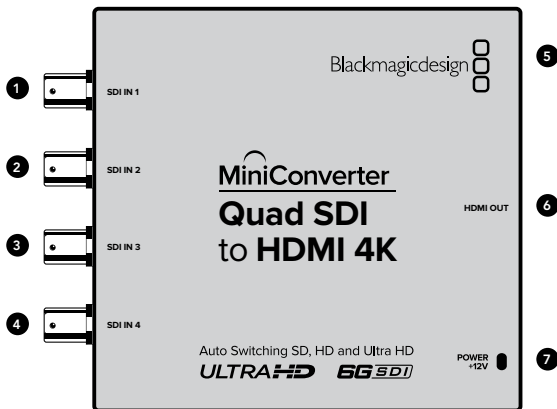 1
SDI IN 1
2
SDI IN 2
3
SDI IN 3
4
SDI IN 4
Blackmagicdesign
MiniConverter
Quad SDI
to HDMI 4K
Auto Switching SD, HD and Ultra HD
ULTRAHD 6G SDI
5
HDMI OUT
6
POWER
+12V
7